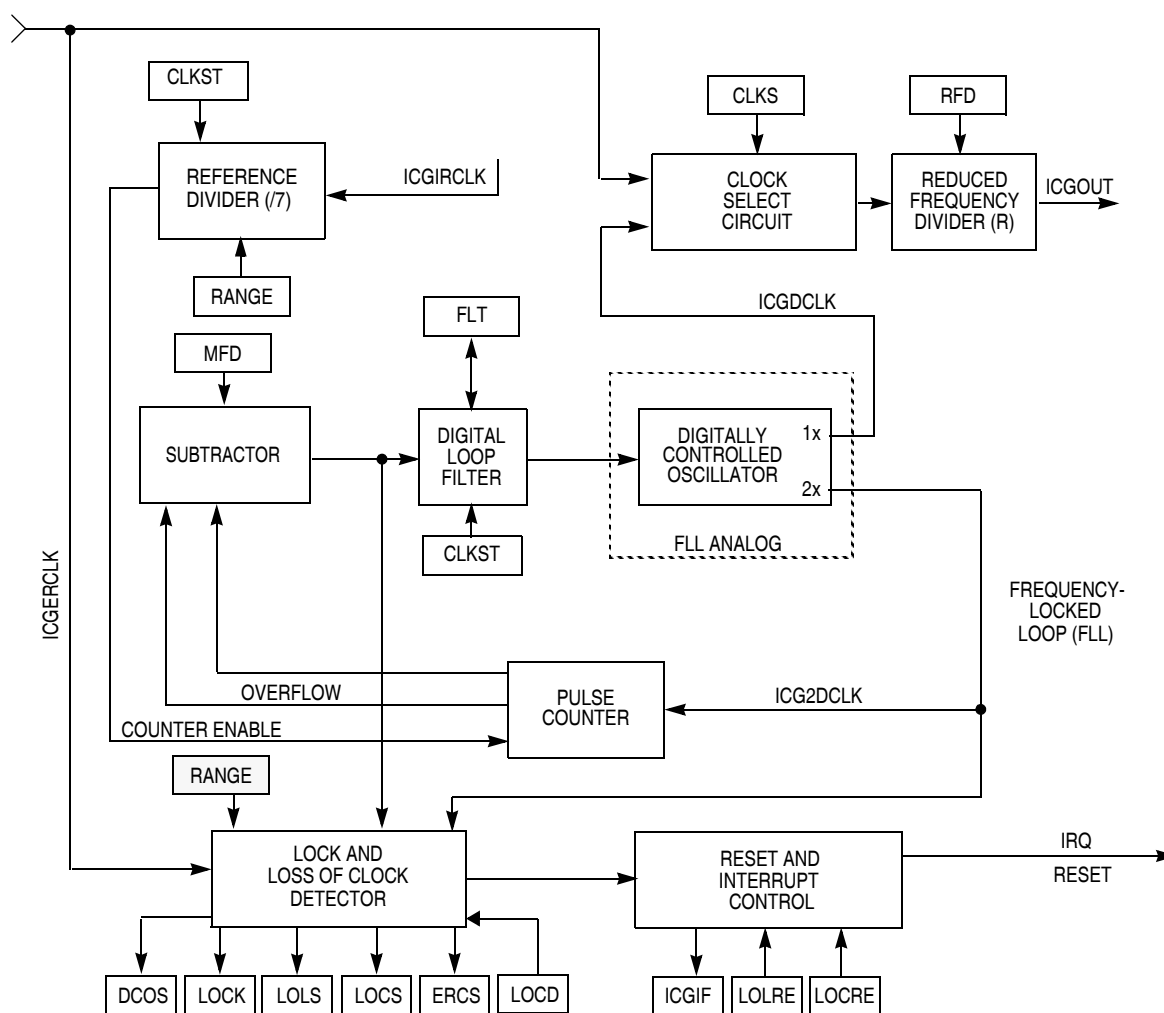 CLKST
CLKS
RFD
REFERENCE
DIVIDER (/7)
ICGIRCLK
CLOCK
SELECT
CIRCUIT
REDUCED
FREQUENCY
DIVIDER (R)
ICGOUT
RANGE
FLT
ICGDCLK
MFD
SUBTRACTOR
DIGITAL
LOOP
FILTER
DIGITALLY
CONTROLLED
OSCILLATOR
1x
2x
CLKST
FLL ANALOG
ICGERCLK
FREQUENCY-
LOCKED
LOOP (FLL)
OVERFLOW
COUNTER ENABLE
PULSE
COUNTER
ICG2DCLK
RANGE
LOCK AND
LOSS OF CLOCK
DETECTOR
RESET AND
INTERRUPT
CONTROL
IRQ
RESET
DCOS
LOCK
LOLS
LOCS
ERCS
LOCD
ICGIF
LOLRE
LOCRE